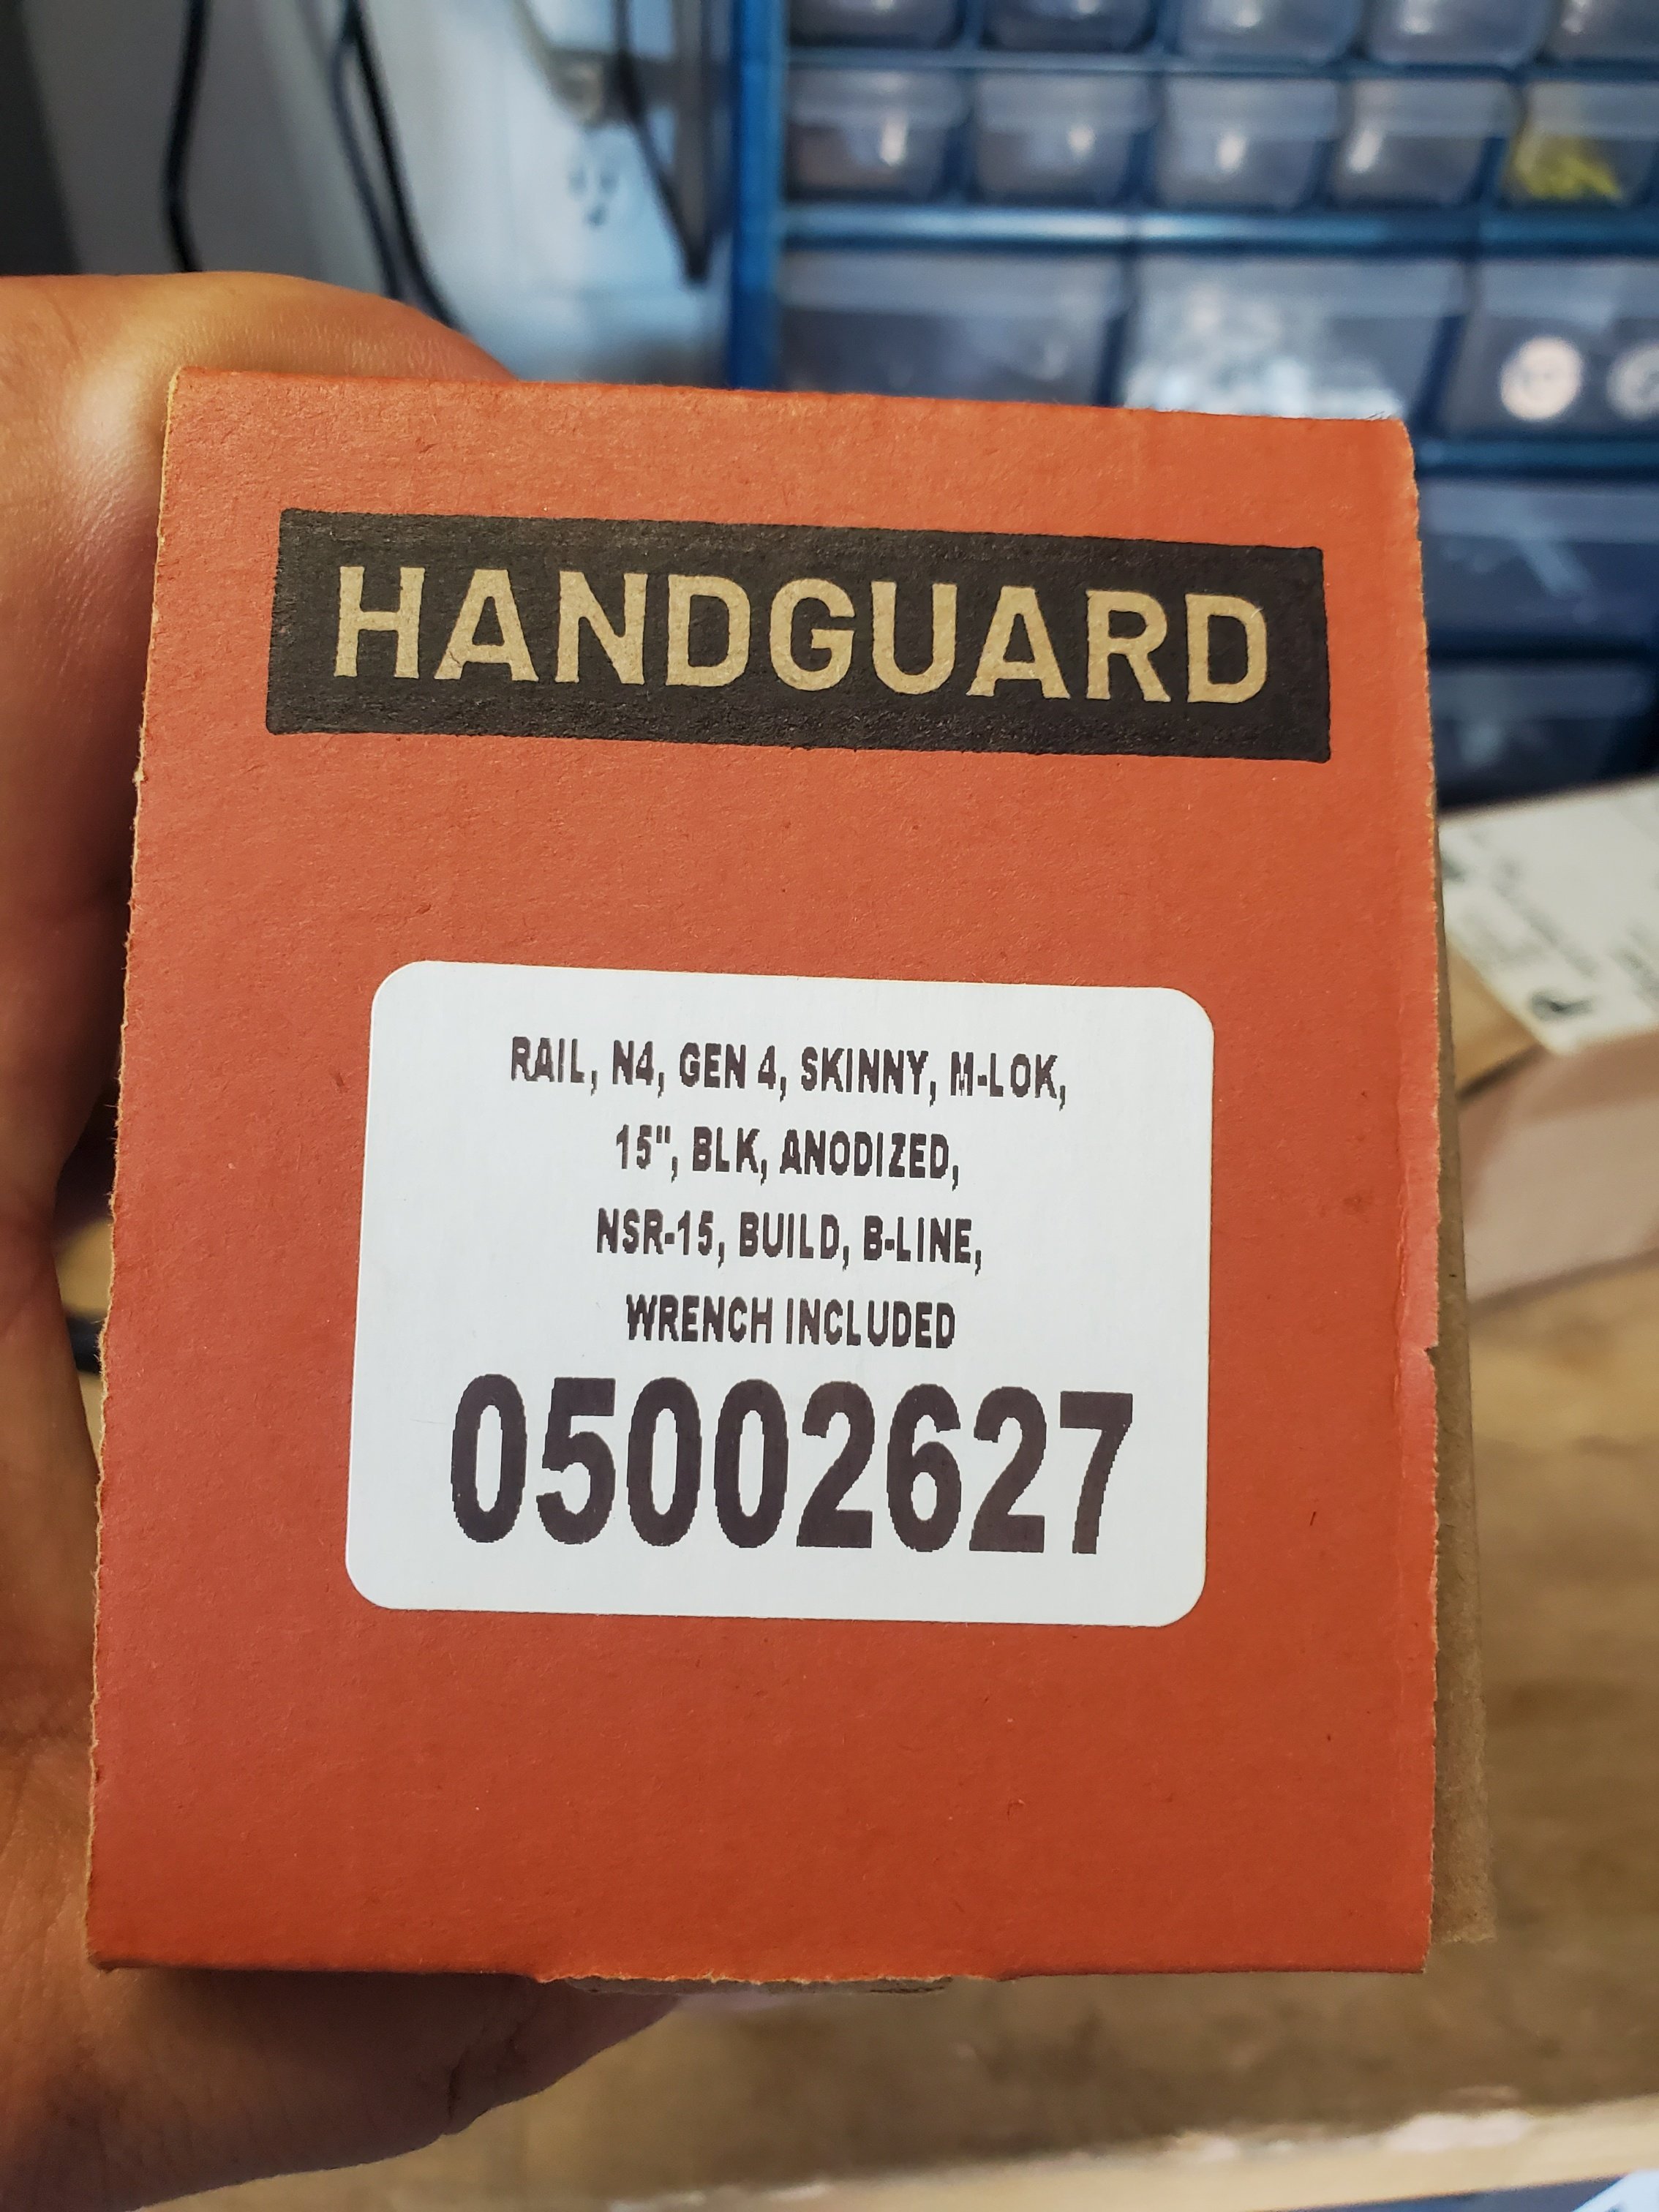 HANDGUARD
RAIL, N4, GEN 4, SKINNY, M-LOK,
15", BLK, ANODIZED,
NSR-15, BUILD, B-LINE,
WRENCH INCLUDED
05002627